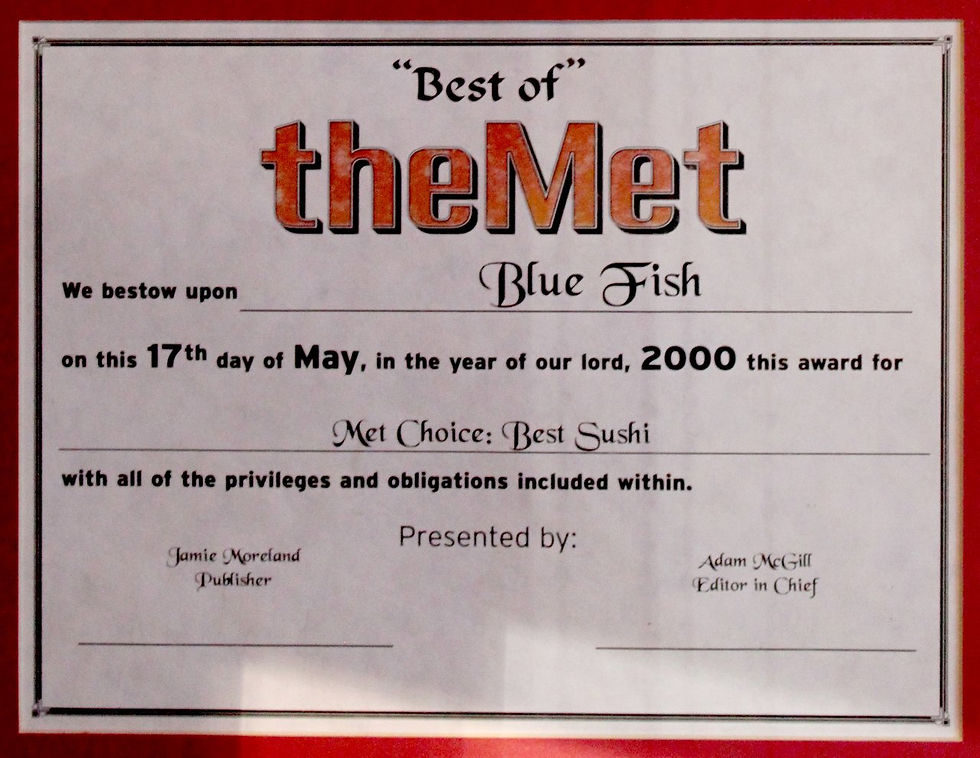 “Best of”
theMet
We bestow upon Blue Fish
on this 17th day of May, in the year of our lord, 2000 this award for
Met Choice: Best Sushi
with all of the privileges and obligations included within.
Presented by:
Jamie Moreland
Publisher
Adam McGill
Editor in Chief